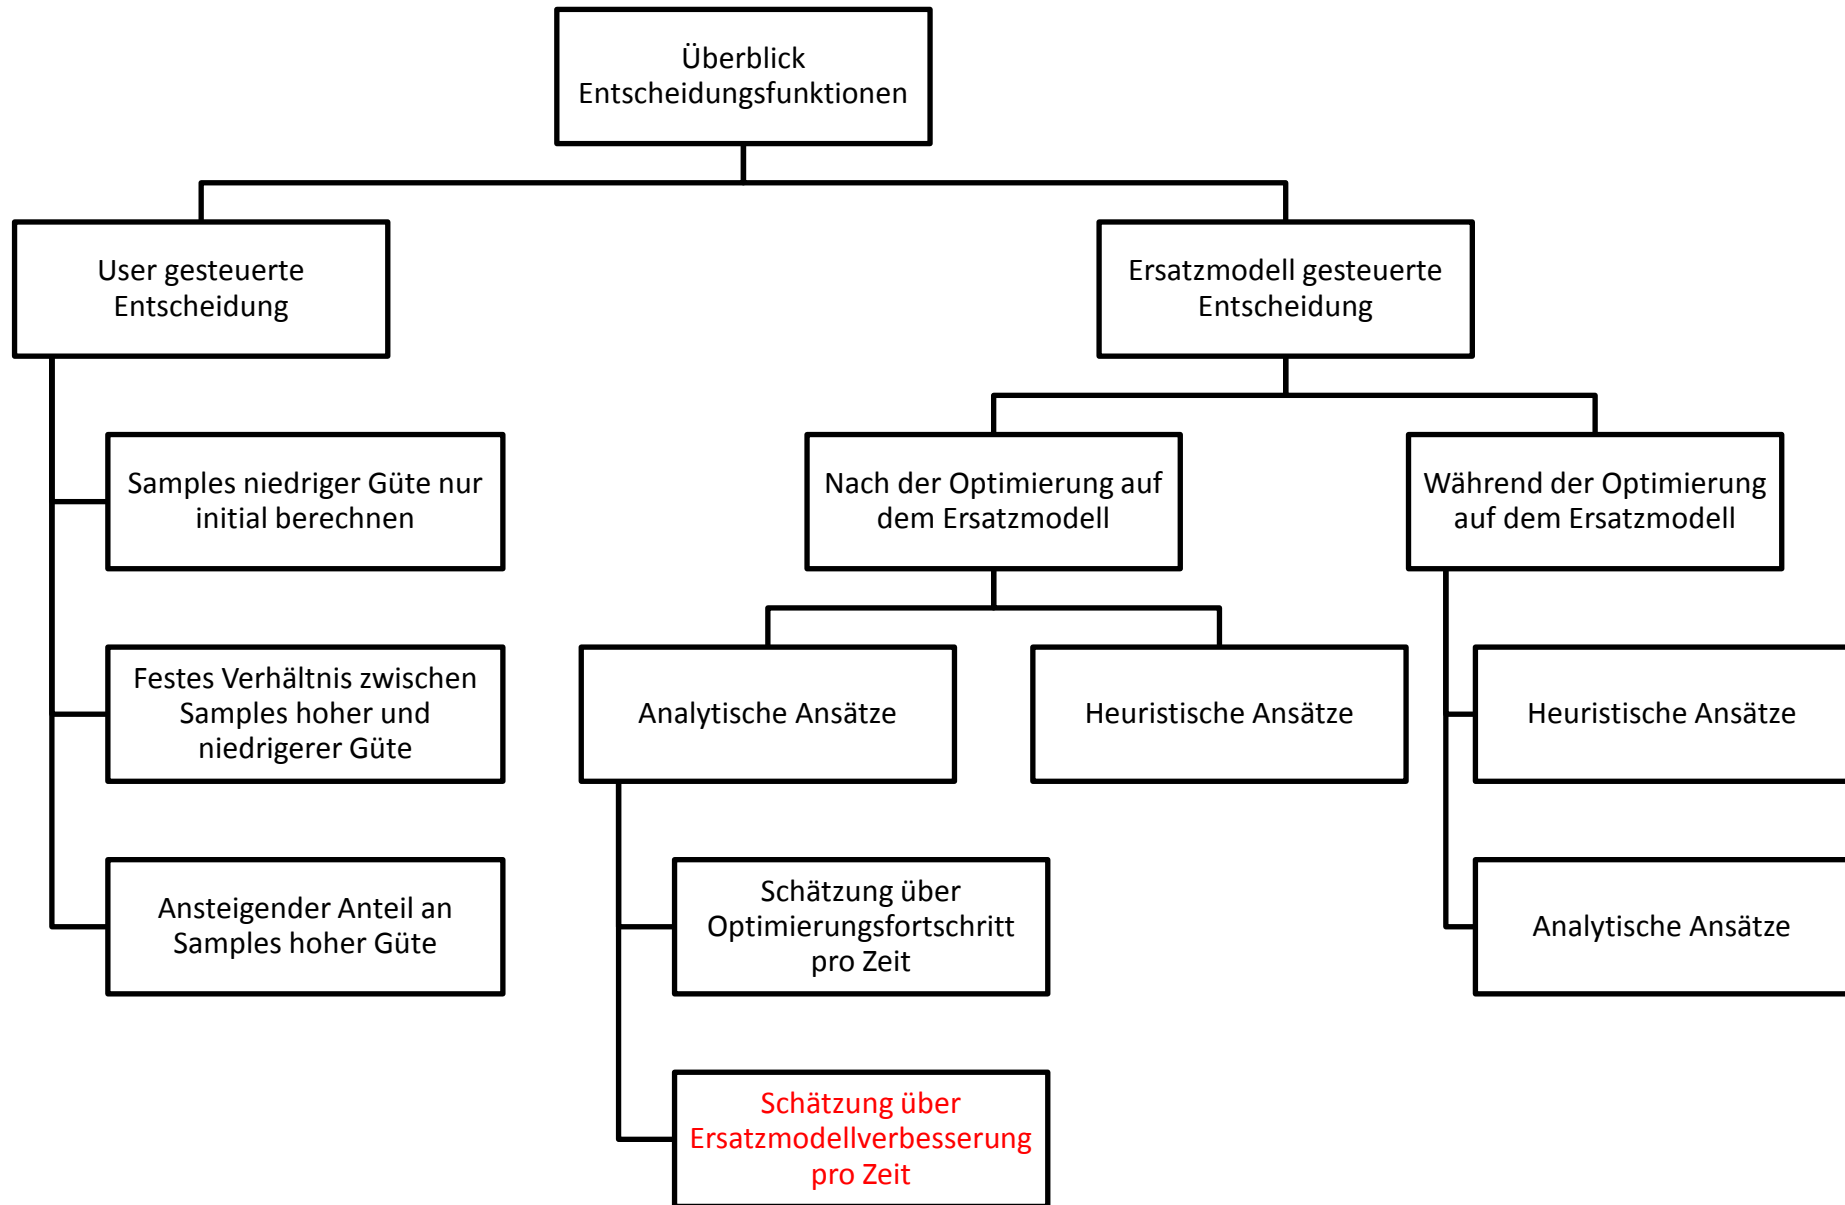 Überblick
Entscheidungsfunktionen
User gesteuerte
Entscheidung
Ersatzmodell gesteuerte
Entscheidung
Samples niedriger Güte nur
initial berechnen
Nach der Optimierung auf
dem Ersatzmodell
Während der Optimierung
auf dem Ersatzmodell
Festes Verhältnis zwischen
Samples hoher und
niedrigerer Güte
Analytische Ansätze
Heuristische Ansätze
Heuristische Ansätze
Ansteigender Anteil an
Samples hoher Güte
Schätzung über
Optimierungsfortschritt
pro Zeit
Analytische Ansätze
Schätzung über
Ersatzmodellverbesserung
pro Zeit